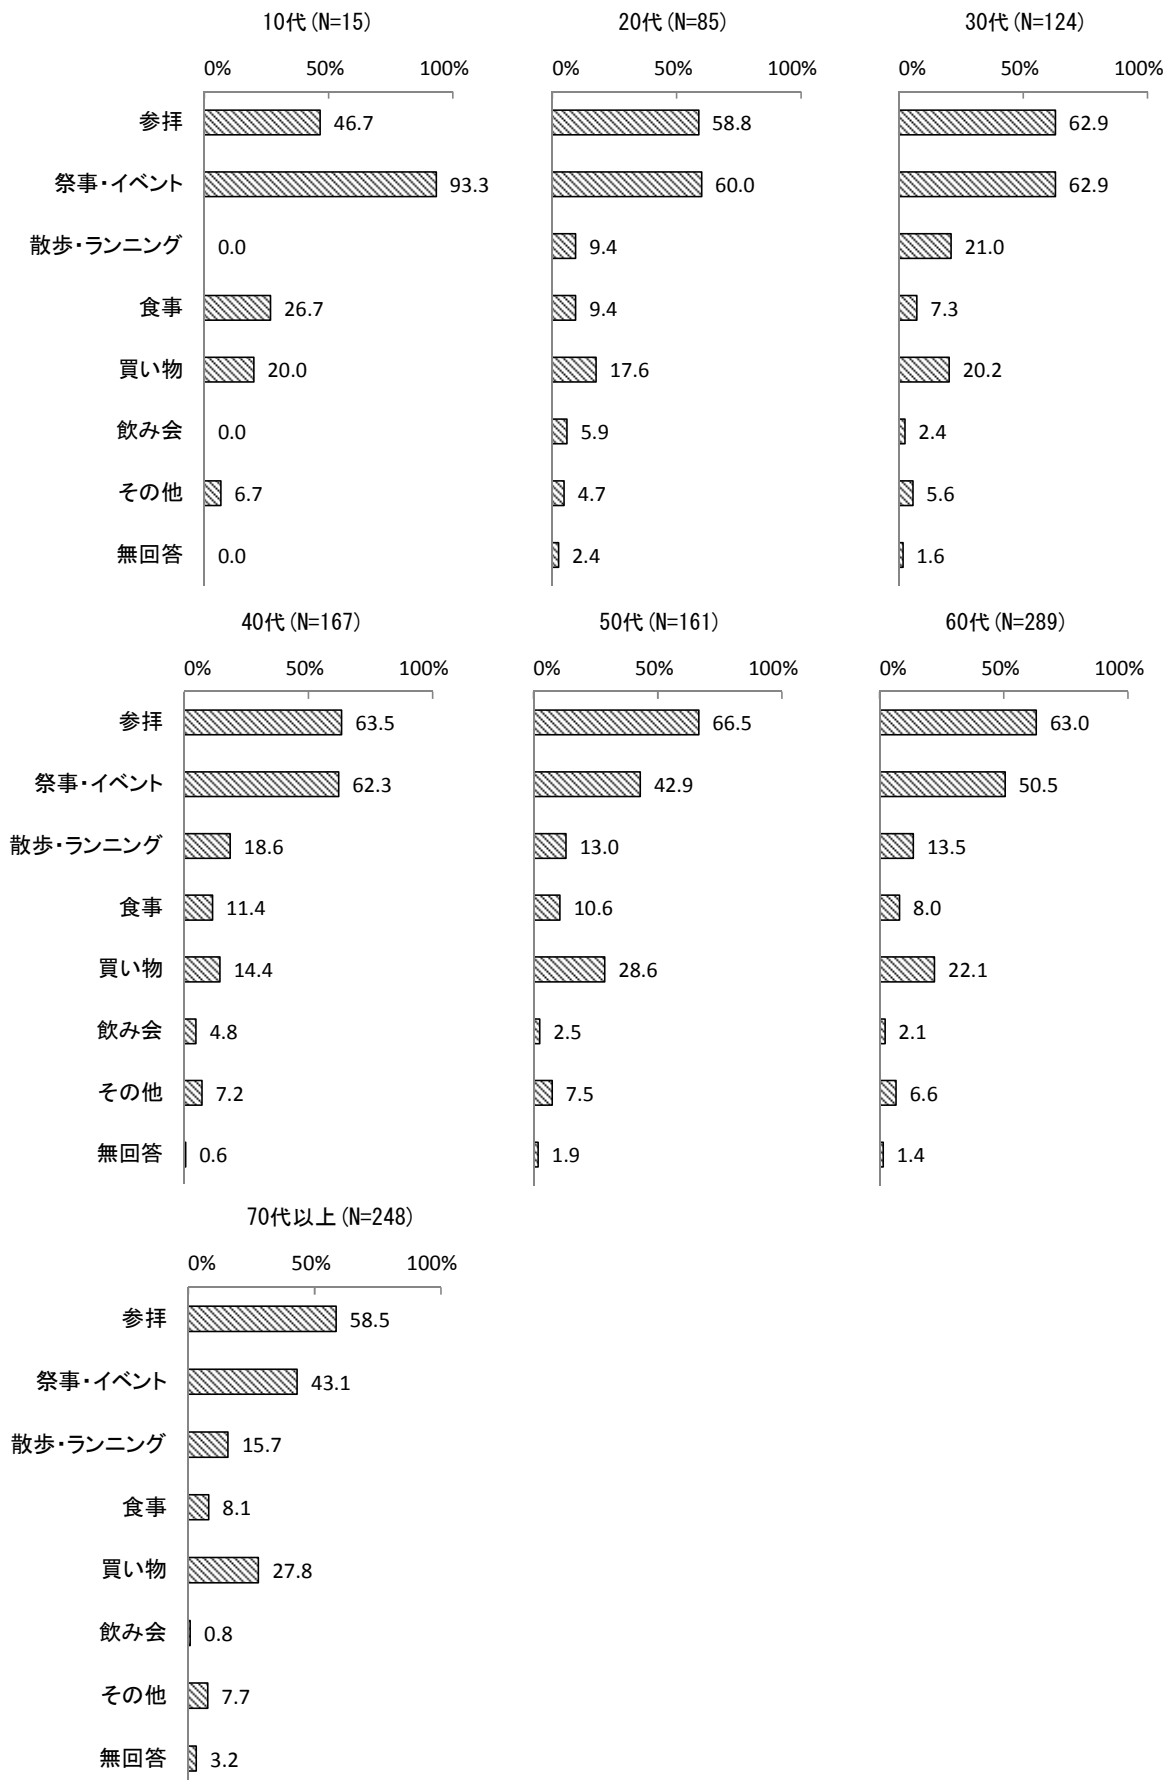 10代(N=15) 20代(N=85) 30代(N=124)
0% 50% 100% 0% 50% 100% 0% 50% 100%
参拝 46.7 58.8 62.9
祭事・イベント 93.3 60.0 62.9
散歩・ランニング 0.0 9.4 21.0
食事 26.7 9.4 7.3
買い物 20.0 17.6 20.2
飲み会 0.0 5.9 2.4
その他 6.7 4.7 5.6
無回答 0.0 2.4 1.6
40代(N=167) 50代(N=161) 60代(N=289)
0% 50% 100% 0% 50% 100% 0% 50% 100%
参拝 63.5 66.5 63.0
祭事・イベント 62.3 42.9 50.5
散歩・ランニング 18.6 13.0 13.5
食事 11.4 10.6 8.0
買い物 14.4 28.6 22.1
飲み会 4.8 2.5 2.1
その他 7.2 7.5 6.6
無回答 0.6 1.9 1.4
70代以上(N=248)
0% 50% 100%
参拝 58.5
祭事・イベント 43.1
散歩・ランニング 15.7
食事 8.1
買い物 27.8
飲み会 0.8
その他 7.7
無回答 3.2